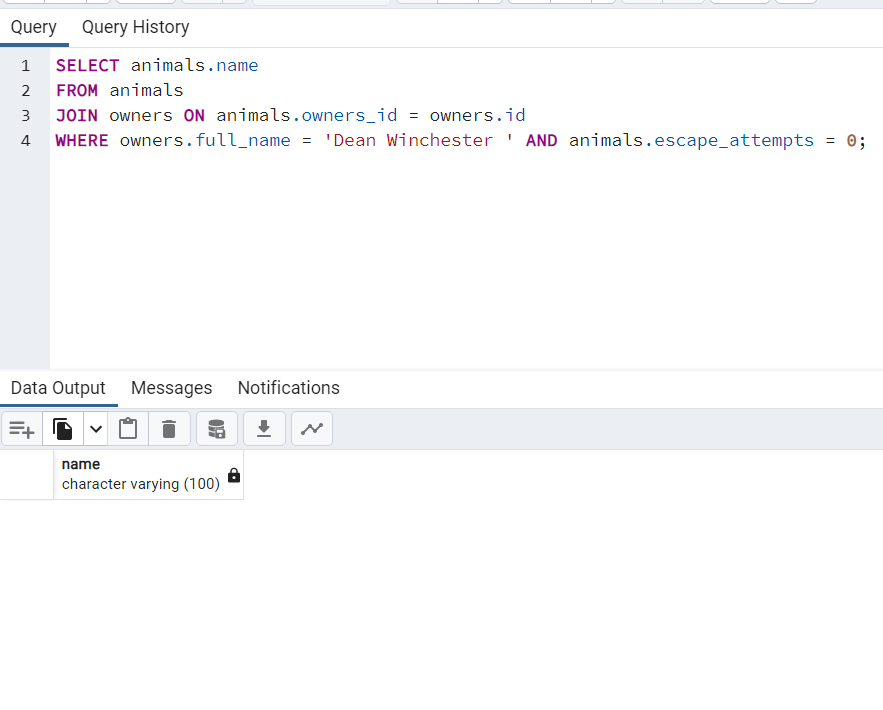 Query Query History
1 SELECT animals.name
2 FROM animals
3 JOIN owners ON animals.owners_id = owners.id
4 WHERE owners.full_name = 'Dean Winchester ' AND animals.escape_attempts = 0;
Data Output Messages Notifications
name
character varying (100)